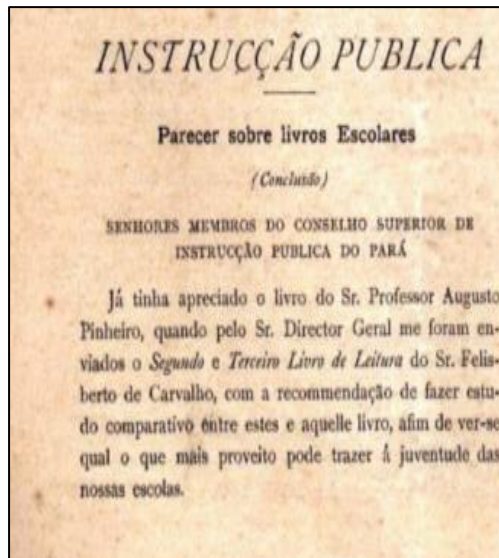 INSTRUCÇÃO PUBLICA
Parecer sobre livros Escolares
(Conclusão)
SENHORES MEMBROS DO CONSELHO SUPERIOR DE
INSTRUCÇÃO PUBLICA DO PARÁ
Já tinha apreciado o livro do Sr. Professor Augusto
Pinheiro, quando pelo Sr. Director Geral me foram en-
viados o Segundo e Terceiro Livro de Leitura do Sr. Felis-
berto de Carvalho, com a recommendação de fazer estu-
do comparativo entre estes e aquelle livro, afim de ver-se
qual o que mais proveito pode trazer á juventude das
nossas escolas.